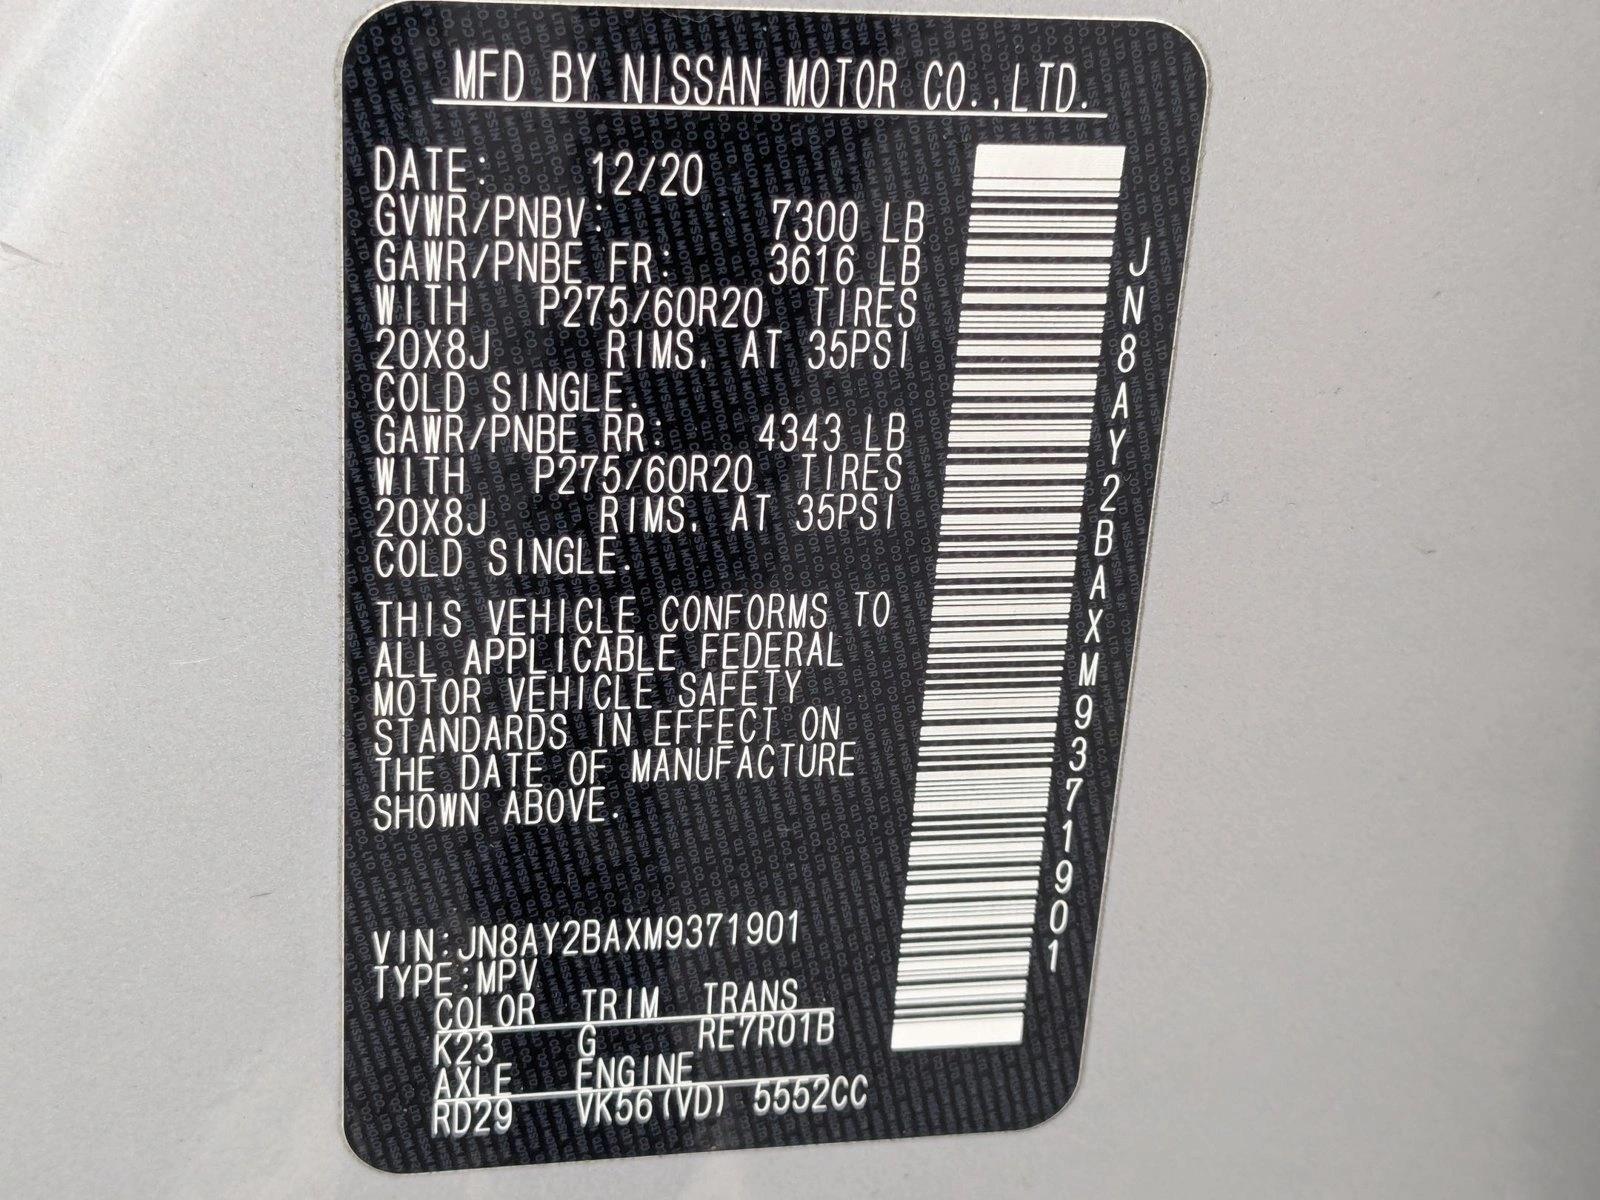 MFD BY NISSAN MOTOR CO.,LTD.
DATE: 12/20
GVWR/PNBV: 7300 LB
GAWR/PNBE FR: 3616 LB
WITH P275/60R20 TIRES
20X8J RIMS. AT 35PSI
COLD SINGLE.
GAWR/PNBE RR: 4343 LB
WITH P275/60R20 TIRES
20X8J RIMS. AT 35PSI
COLD SINGLE.
THIS VEHICLE CONFORMS TO
ALL APPLICABLE FEDERAL
MOTOR VEHICLE SAFETY
STANDARDS IN EFFECT ON
THE DATE OF MANUFACTURE
SHOWN ABOVE.
VIN:JN8AY2BAXM9371901
TYPE:MPV
COLOR TRIM TRANS
K23 G RE7R01B
AXLE ENGINE
RD29 VK56(VD) 5552CC
JN8AY2BAXM9371901